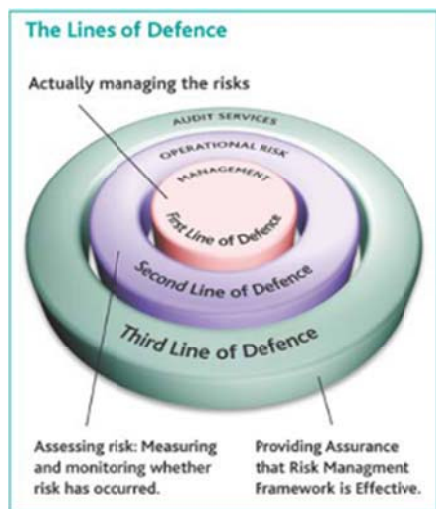 The Lines of Defence
Actually managing the risks
AUDIT SERVICES
OPERATIONAL RISK
MANAGEMENT
First Line of Defence
Second Line of Defence
Third Line of Defence
Assessing risk: Measuring
and monitoring whether
risk has occurred.
Providing Assurance
that Risk Managment
Framework is Effective.